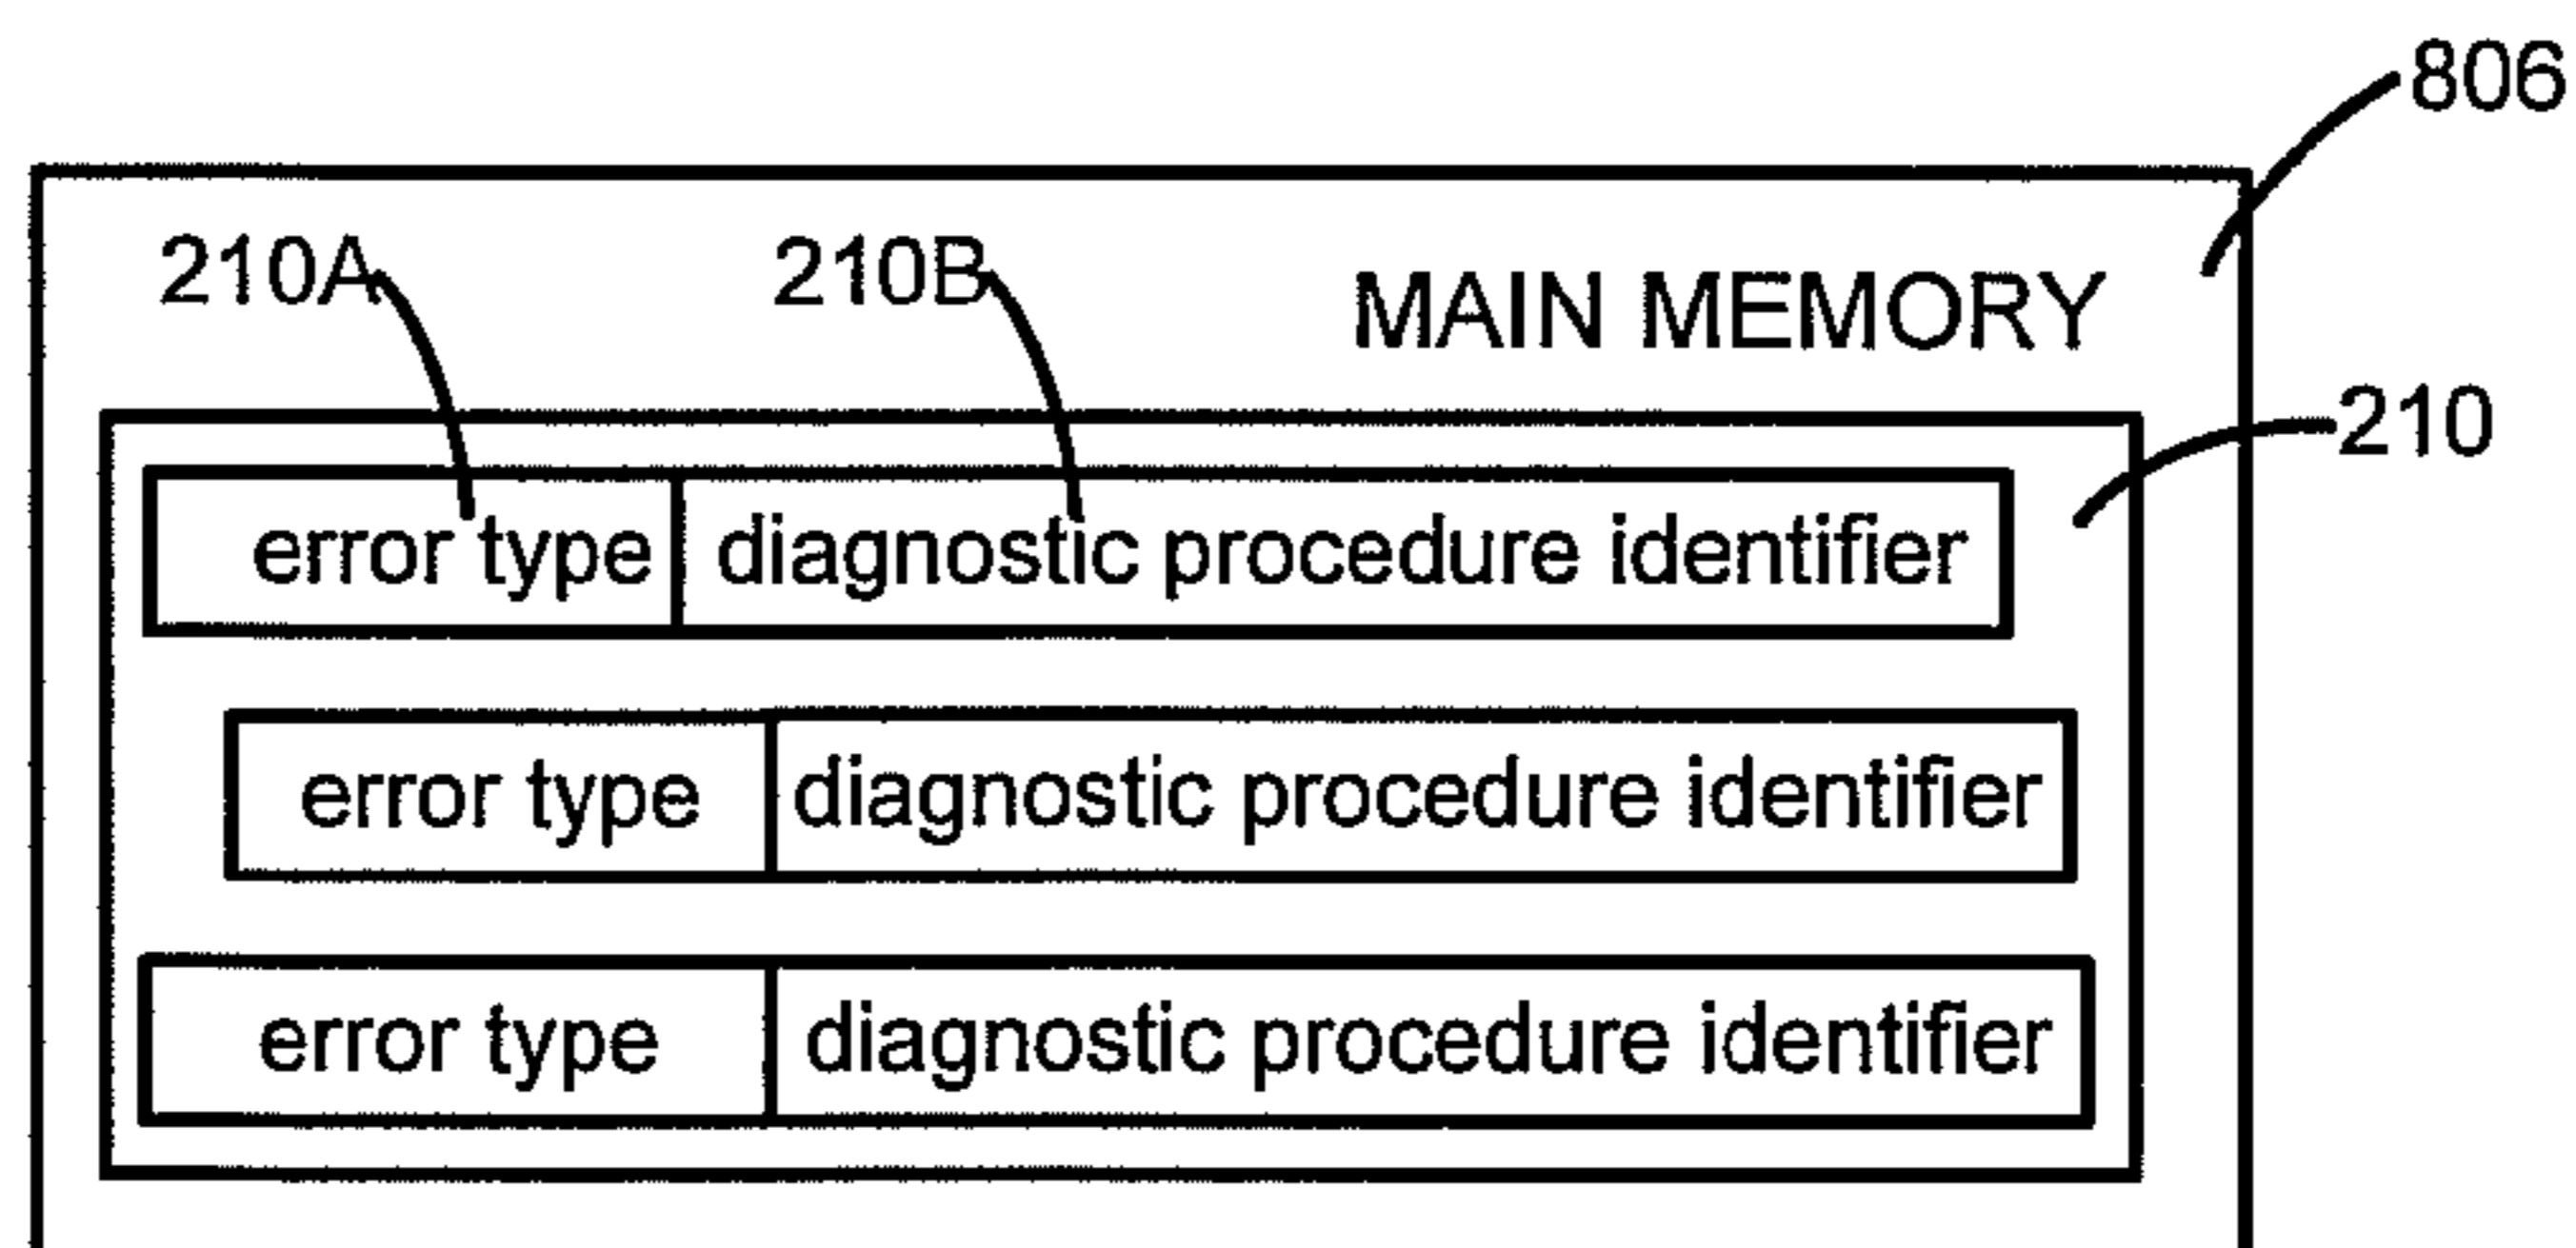 806
210A 210B MAIN MEMORY
210
error type diagnostic procedure identifier
error type diagnostic procedure identifier
error type diagnostic procedure identifier